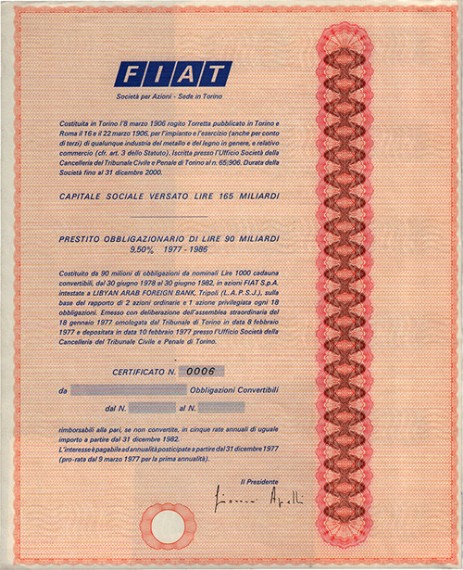 FIAT
Società per Azioni - Sede in Torino
Costituita in Torino l'8 marzo 1906 rogito Torretta pubblicato in Torino e
Roma il 16 e il 22 marzo 1906, per l'impianto e l'esercizio (anche per conto
di terzi) di qualunque industria del metallo e del legno in genere, e relativo
commercio (cfr. art. 3 dello Statuto). Iscritta presso l'Ufficio Società della
Cancelleria del Tribunale Civile e Penale di Torino al n. 65/906. Durata della
Società fino al 31 dicembre 2000.
CAPITALE SOCIALE VERSATO LIRE 165 MILIARDI
PRESTITO OBBLIGAZIONARIO DI LIRE 90 MILIARDI
9,50% 1977 - 1986
Costituito da 90 milioni di obbligazioni da nominali Lire 1000 cadauna
convertibili, dal 30 giugno 1978 al 30 giugno 1982, in azioni FIAT S.p.A.
intestate a LIBYAN ARAB FOREIGN BANK, Tripoli (L.A.P.S.J.), sulla
base del rapporto di 2 azioni ordinarie e 1 azione privilegiata ogni 18
obbligazioni. Emesso con deliberazione dell'assemblea straordinaria del
18 gennaio 1977 omologata dal Tribunale di Torino in data 8 febbraio
1977 e depositata in data 10 febbraio 1977 presso l'Ufficio Società della
Cancelleria del Tribunale Civile e Penale di Torino.
CERTIFICATO N. 0006
da Obbligazioni Convertibili
dal N. al N.
rimborsabili alla pari, se non convertite, in cinque rate annuali di uguale
importo a partire dal 31 dicembre 1982.
L'interesse è pagabile ad annualità posticipate a partire dal 31 dicembre 1977
(pro-rata dal 9 marzo 1977 per la prima annualità).
Il Presidente